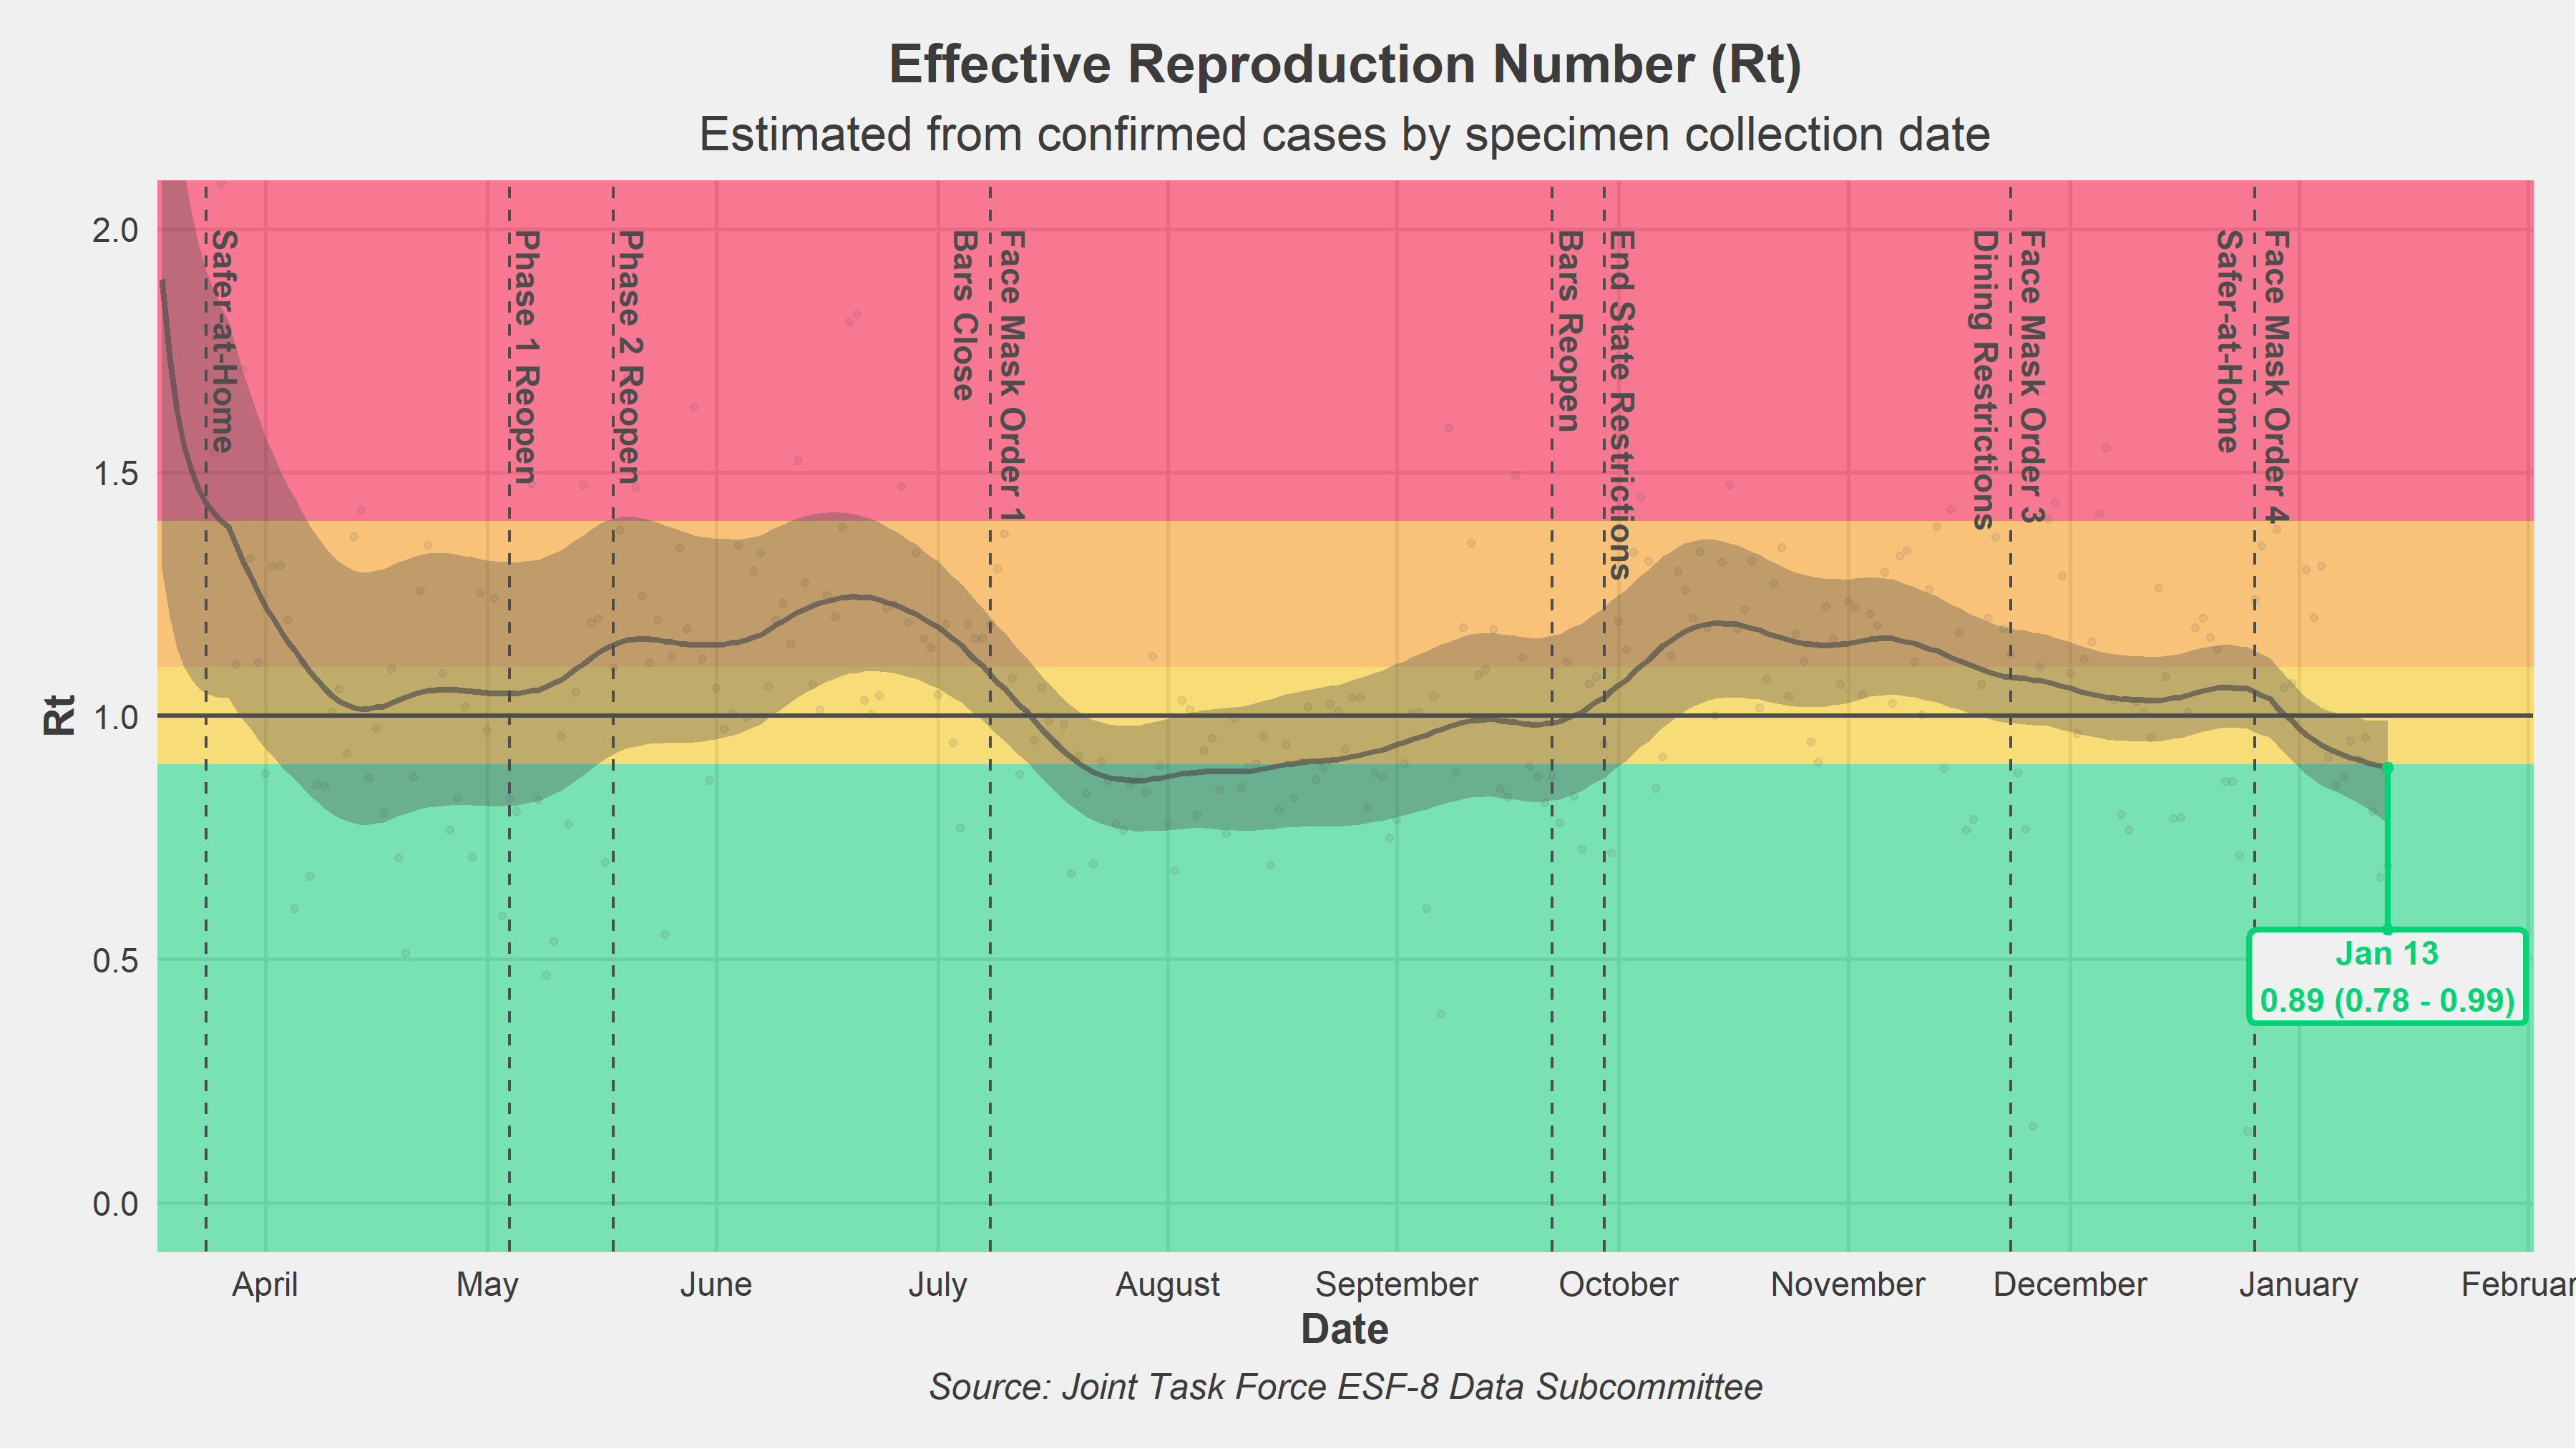 Effective Reproduction Number (Rt)
Estimated from confirmed cases by specimen collection date
Rt
2.0
1.5
1.0
0.5
0.0
Safer-at-Home
Phase 1 Reopen
Phase 2 Reopen
Bars Close
Face Mask Order 1
Bars Reopen
End State Restrictions
Dining Restrictions
Face Mask Order 3
Safer-at-Home
Face Mask Order 4
Jan 13
0.89 (0.78 - 0.99)
April May June July August September October November December January Februar
Date
Source: Joint Task Force ESF-8 Data Subcommittee